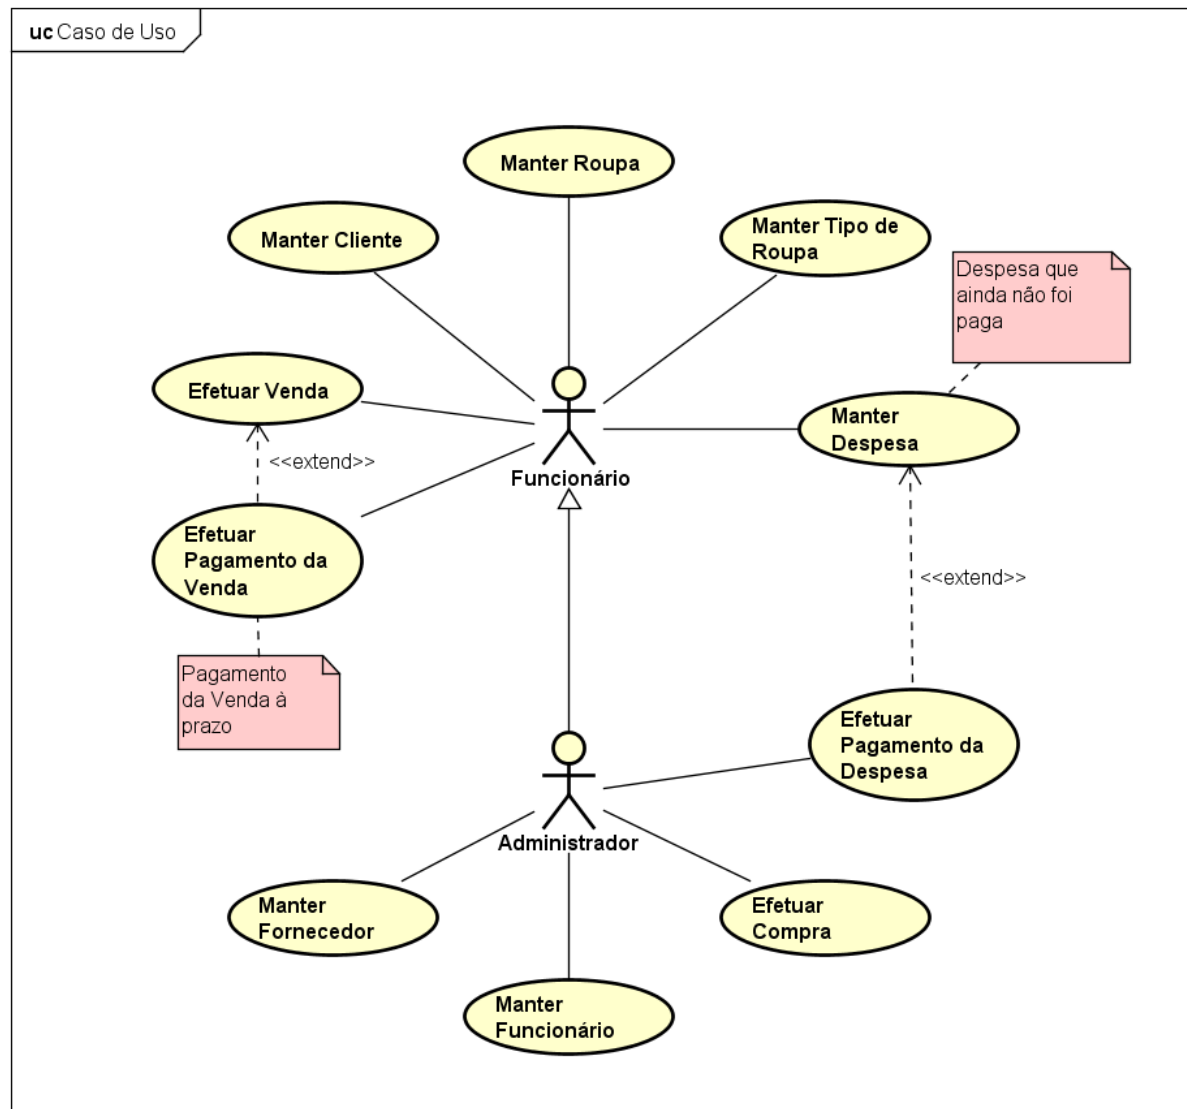 uc Caso de Uso
Manter Roupa
Manter Cliente
Manter Tipo de
Roupa
Despesa que
ainda não foi
paga
Efetuar Venda
Manter
Despesa
<<extend>>
Funcionário
Efetuar
Pagamento da
Venda
<<extend>>
Pagamento
da Venda à
prazo
Efetuar
Pagamento da
Despesa
Administrador
Manter
Fornecedor
Efetuar
Compra
Manter
Funcionário